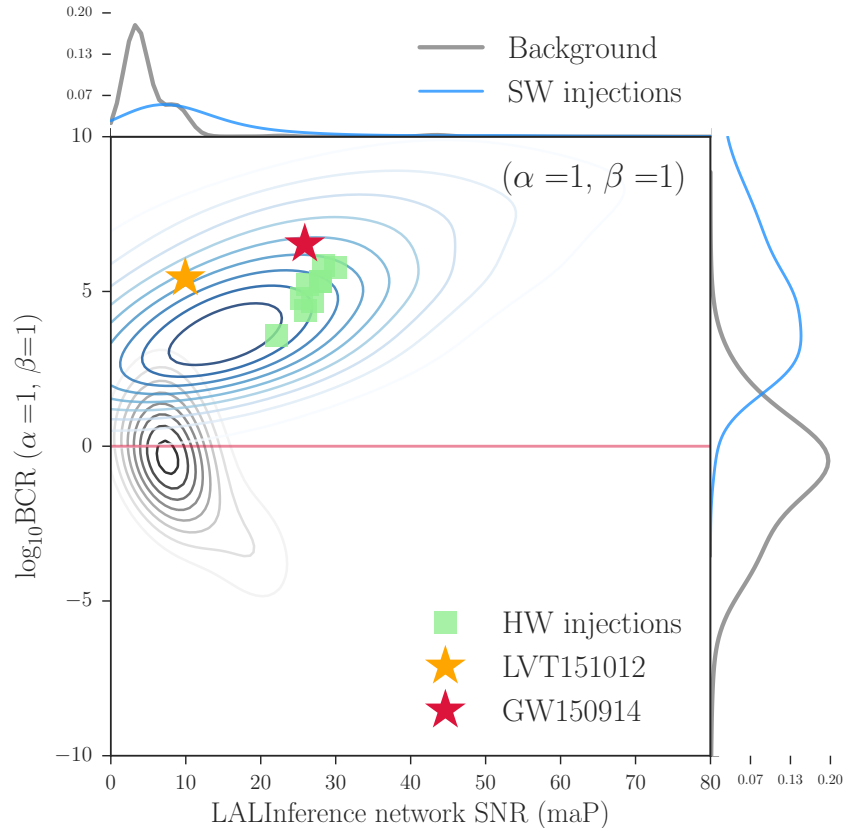 0.20
0.13
0.07
Background
SW injections
10
5
0
−5
−10
(α =1, β =1)
log₁₀BCR (α =1, β=1)
HW injections
LVT151012
GW150914
0 10 20 30 40 50 60 70 80
0.07 0.13 0.20
LALInference network SNR (maP)